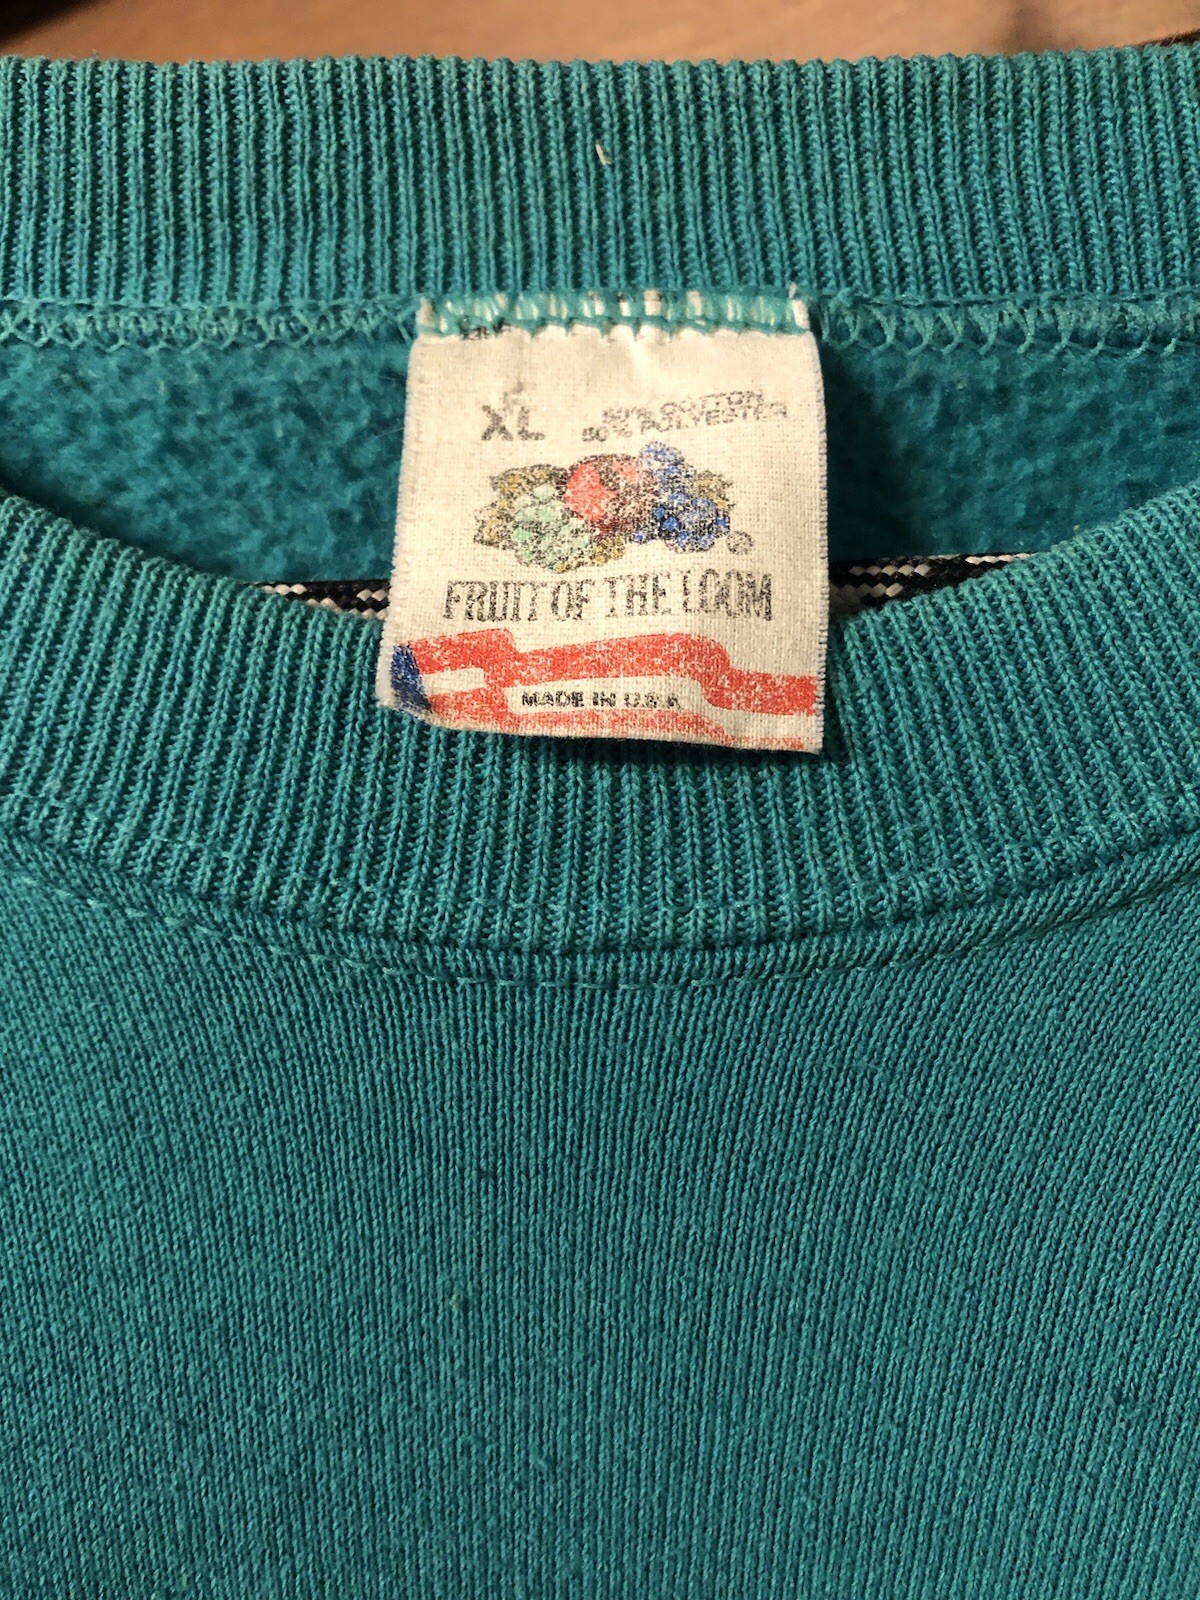 XL
50% COTTON
50% POLYESTER
®
FRUIT OF THE LOOM
MADE IN U.S.A.